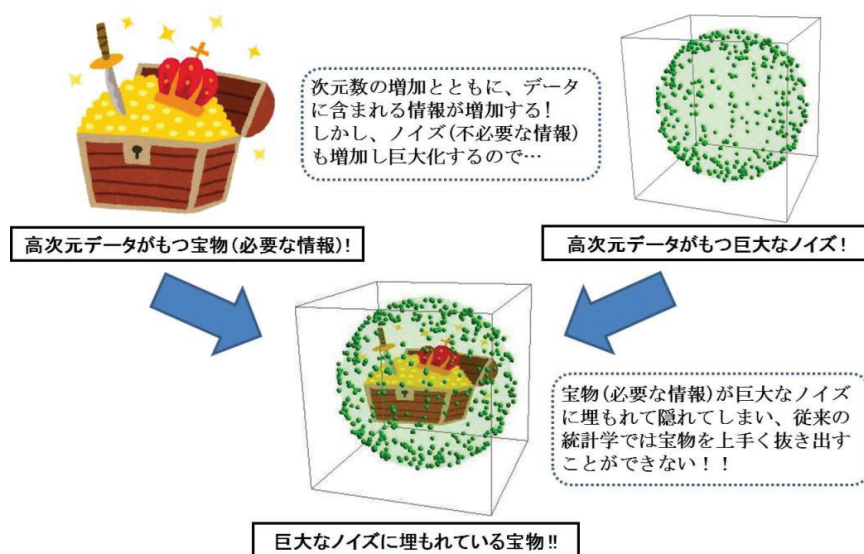 次元数の増加とともに、データ
に含まれる情報が増加する!
しかし、ノイズ(不必要な情報)
も増加し巨大化するので…
高次元データがもつ宝物(必要な情報)!
高次元データがもつ巨大なノイズ!
宝物(必要な情報)が巨大なノイズ
に埋もれて隠れてしまい、従来の
統計学では宝物を上手く抜き出す
ことができない!!
巨大なノイズに埋もれている宝物!!